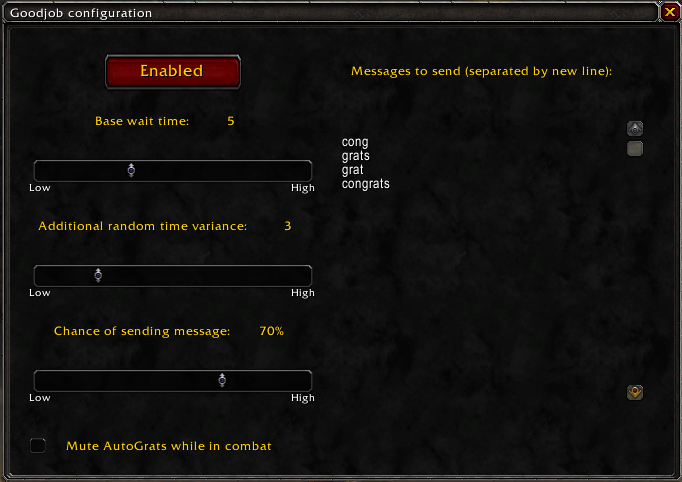 Goodjob configuration
Enabled
Base wait time: 5
Low High
Additional random time variance: 3
Low High
Chance of sending message: 70%
Low High
Mute AutoGrats while in combat
Messages to send (separated by new line):
cong
grats
grat
congrats